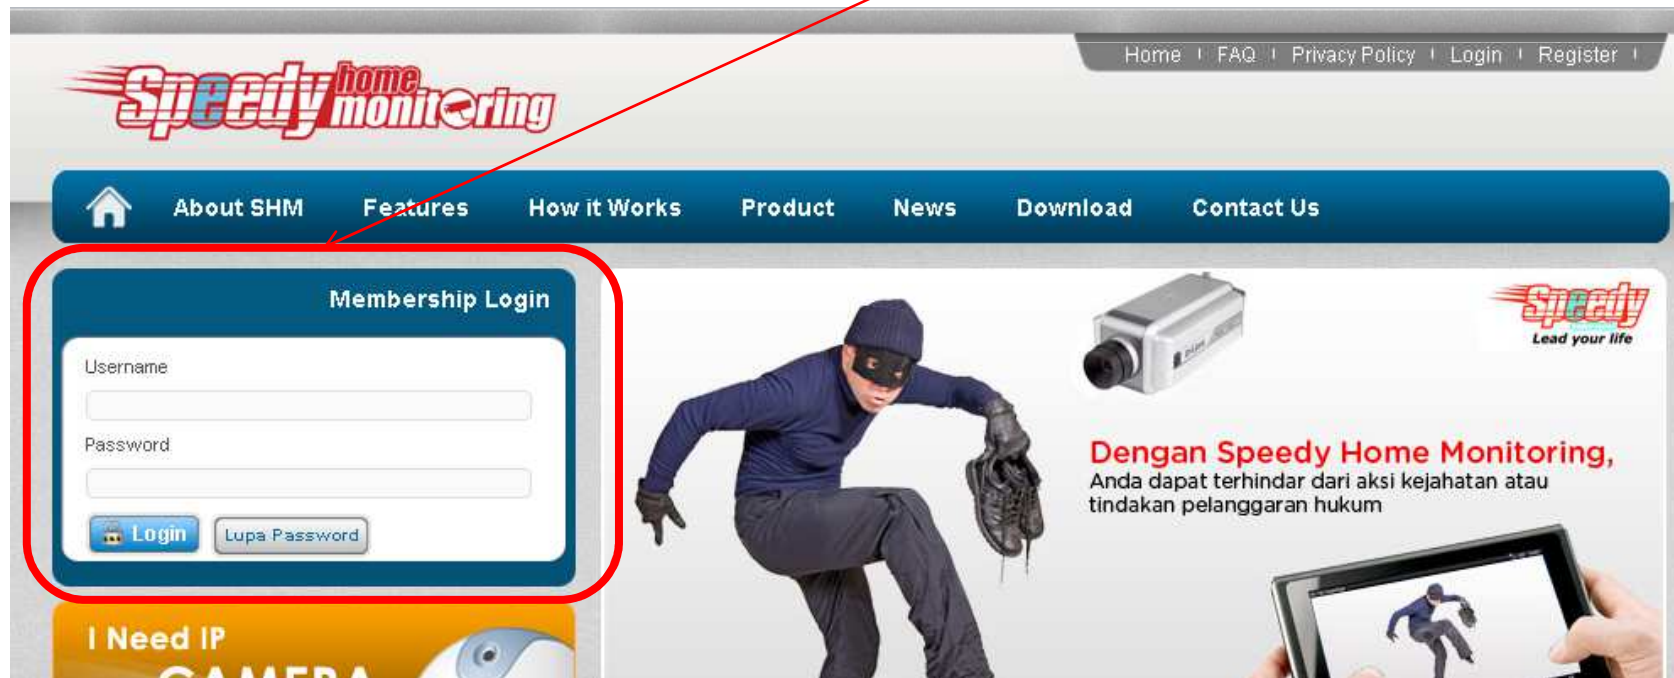 Home | FAQ | Privacy Policy | Login | Register |
Speedy home monitoring
About SHM Features How it Works Product News Download Contact Us
Membership Login
Username
Password
Login Lupa Password
I Need IP
CAMERA
Speedy
Lead your life
D-Link
Dengan Speedy Home Monitoring,
Anda dapat terhindar dari aksi kejahatan atau
tindakan pelanggaran hukum